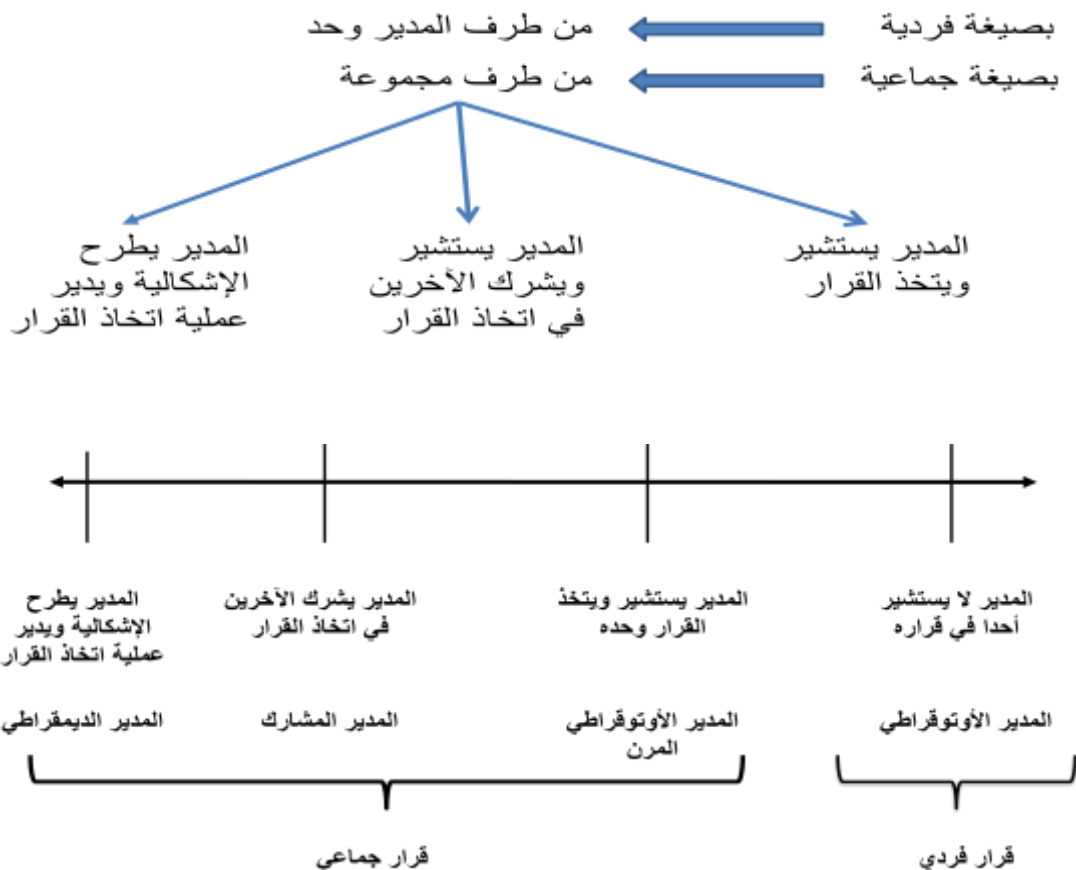 بصيغة فردية
من طرف المدير وحد
بصيغة جماعية
من طرف مجموعة
المدير يستشير
ويتخذ القرار
المدير يستشير
ويشرك الآخرين
في اتخاذ القرار
المدير يطرح
الإشكالية ويدير
عملية اتخاذ القرار
المدير لا يستشير
أحدا في قراره
المدير يستشير ويتخذ
القرار وحده
المدير يشرك الآخرين
في اتخاذ القرار
المدير يطرح
الإشكالية ويدير
عملية اتخاذ القرار
المدير الأوتوقراطي
المدير الأوتوقراطي
المرن
المدير المشارك
المدير الديمقراطي
قرار فردي
قرار جماعي